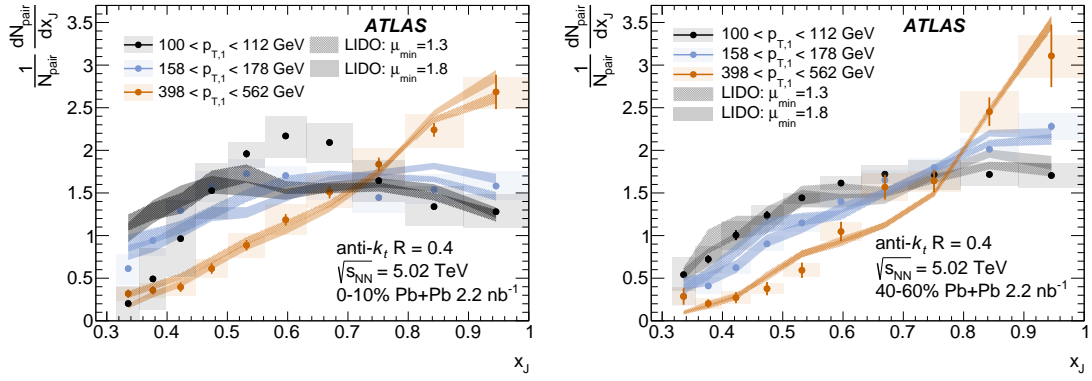 1/N_pair dN_pair/dx_J
ATLAS
100 < p_T,1 < 112 GeV
158 < p_T,1 < 178 GeV
398 < p_T,1 < 562 GeV
LIDO: μ_min=1.3
LIDO: μ_min=1.8
3.5
3
2.5
2
1.5
1
0.5
0
anti-k_t R = 0.4
√s_NN = 5.02 TeV
0-10% Pb+Pb 2.2 nb⁻¹
0.3 0.4 0.5 0.6 0.7 0.8 0.9 1
x_J
1/N_pair dN_pair/dx_J
ATLAS
100 < p_T,1 < 112 GeV
158 < p_T,1 < 178 GeV
398 < p_T,1 < 562 GeV
LIDO: μ_min=1.3
LIDO: μ_min=1.8
3.5
3
2.5
2
1.5
1
0.5
0
anti-k_t R = 0.4
√s_NN = 5.02 TeV
40-60% Pb+Pb 2.2 nb⁻¹
0.3 0.4 0.5 0.6 0.7 0.8 0.9 1
x_J